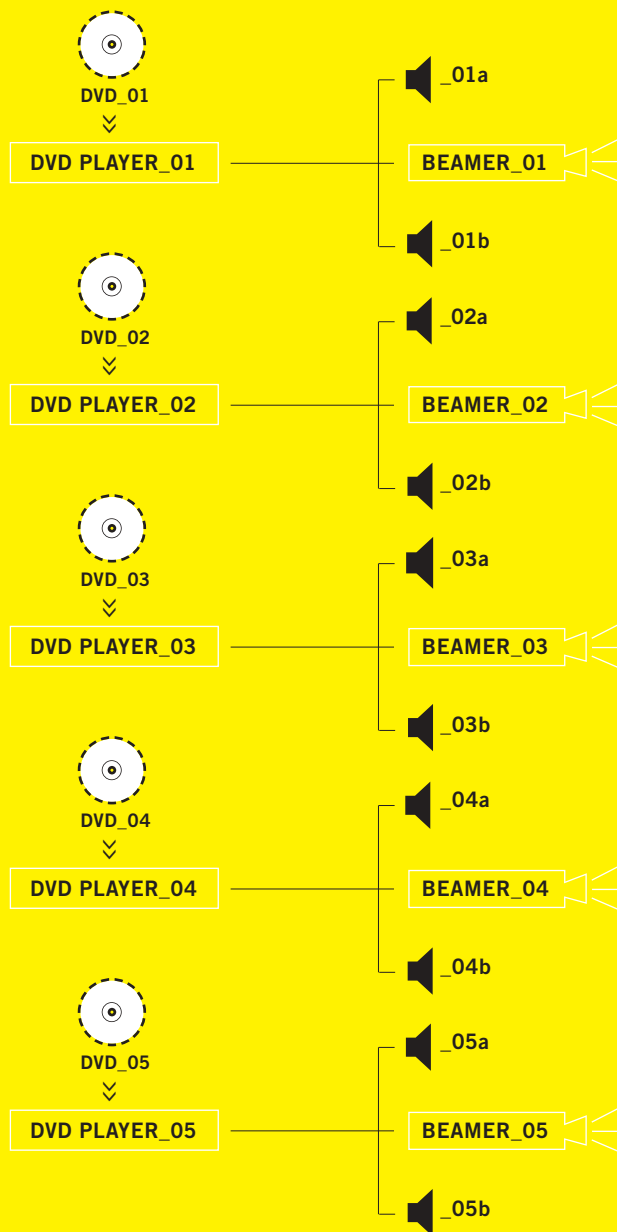 _01a
DVD_01
DVD PLAYER_01
BEAMER_01
_01b
_02a
DVD_02
DVD PLAYER_02
BEAMER_02
_02b
_03a
DVD_03
DVD PLAYER_03
BEAMER_03
_03b
_04a
DVD_04
DVD PLAYER_04
BEAMER_04
_04b
_05a
DVD_05
DVD PLAYER_05
BEAMER_05
_05b